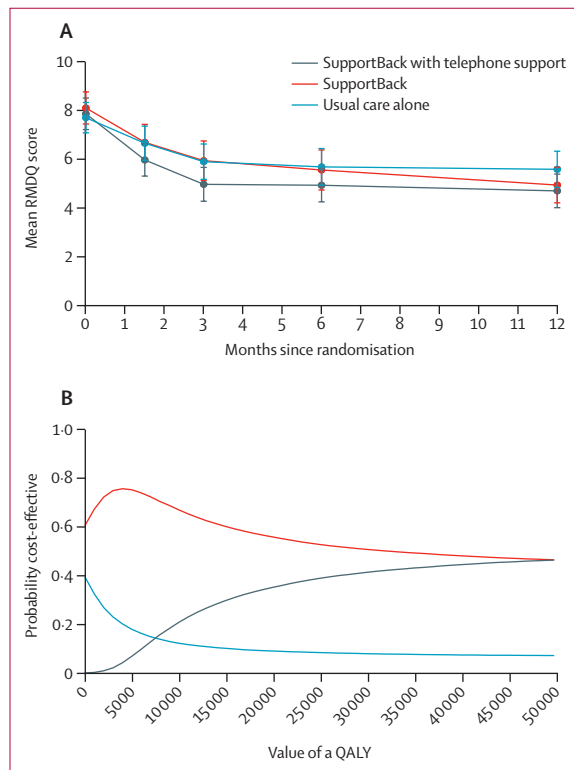 A
SupportBack with telephone support
SupportBack
Usual care alone
10
8
6
4
2
0
Mean RMDQ score
0 1 2 3 4 5 6 7 8 9 10 11 12
Months since randomisation
B
1·0
0·8
0·6
0·4
0·2
0
Probability cost-effective
0 5000 10000 15000 20000 25000 30000 35000 40000 45000 50000
Value of a QALY